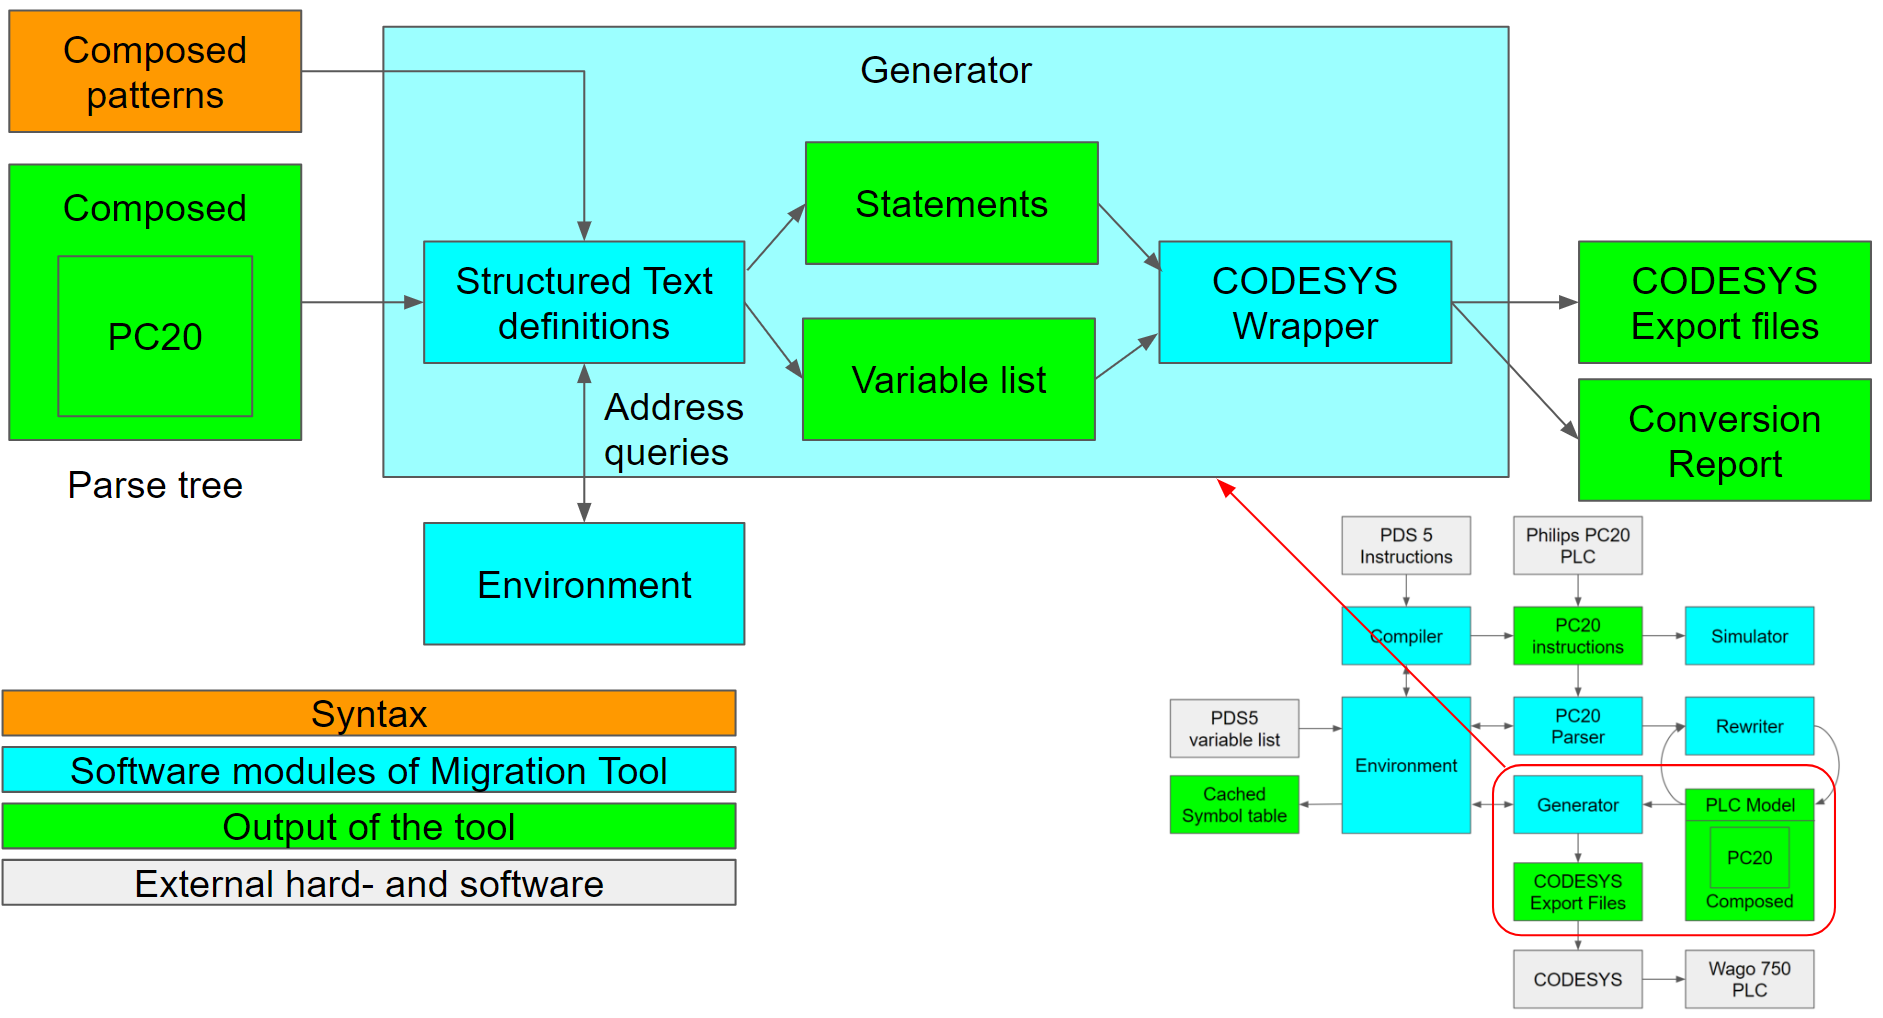 Composed
patterns
Generator
Composed
PC20
Parse tree
Structured Text
definitions
Statements
Variable list
CODESYS
Wrapper
CODESYS
Export files
Conversion
Report
Address
queries
Environment
Syntax
Software modules of Migration Tool
Output of the tool
External hard- and software
PDS 5
Instructions
Philips PC20
PLC
Compiler
PC20
instructions
Simulator
PDS5
variable list
Environment
PC20
Parser
Rewriter
Cached
Symbol table
Generator
PLC Model
PC20
Composed
CODESYS
Export Files
CODESYS
Wago 750
PLC